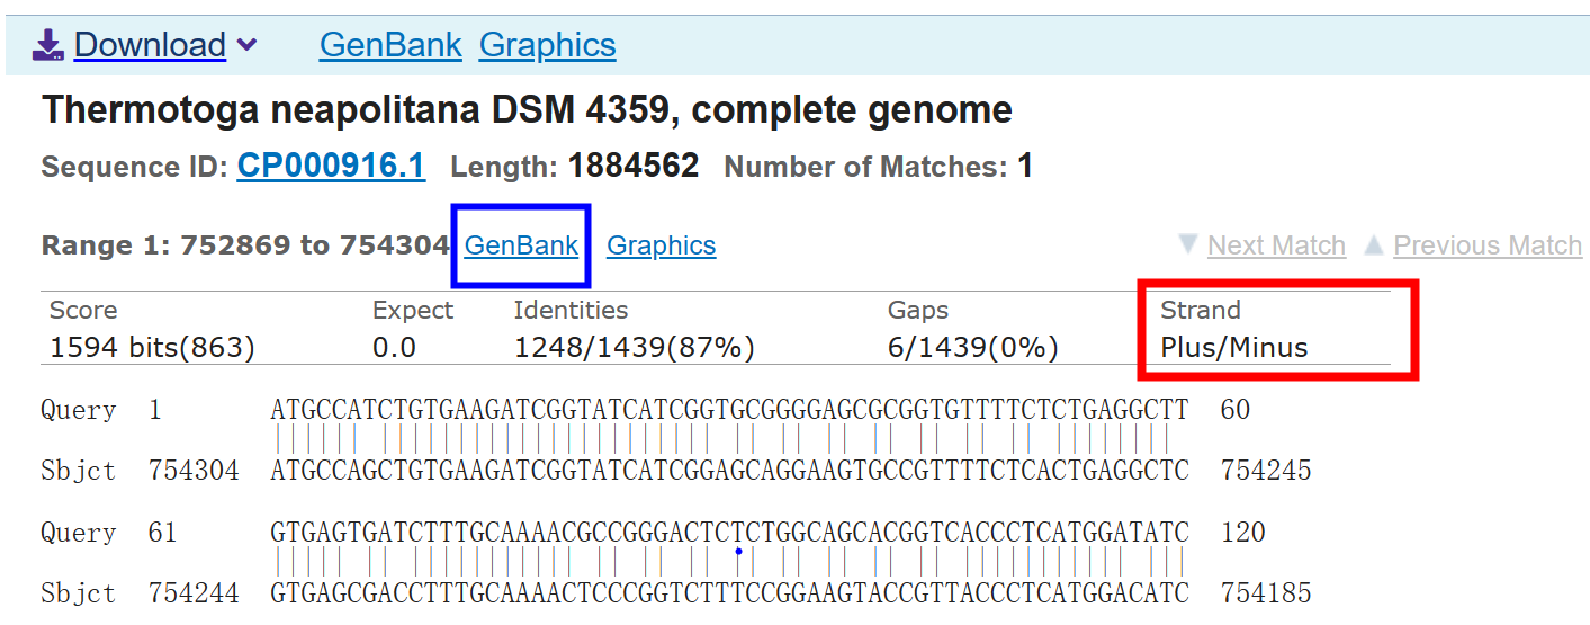 Download GenBank Graphics
Thermotoga neapolitana DSM 4359, complete genome
Sequence ID: CP000916.1 Length: 1884562 Number of Matches: 1
Range 1: 752869 to 754304 GenBank Graphics Next Match Previous Match
Score Expect Identities Gaps Strand
1594 bits(863) 0.0 1248/1439(87%) 6/1439(0%) Plus/Minus
Query 1 ATGCCATCTGTGAAGATCGGTATCATCGGTGCGGGGAGCGCGGTGTTTTCTCTGAGGCTT 60
Sbjct 754304 ATGCCAGCTGTGAAGATCGGTATCATCGGAGCAGGAAGTGCCGTTTTCTCACTGAGGCTC 754245
Query 61 GTGAGTGATCTTTGCAAAACGCCGGGACTCTCTGGCAGCACGGTCACCCTCATGGATATC 120
Sbjct 754244 GTGAGCGACCTTTGCAAAACTCCCGGTCTTTCCGGAAGTACCGTTACCCTCATGGACATC 754185